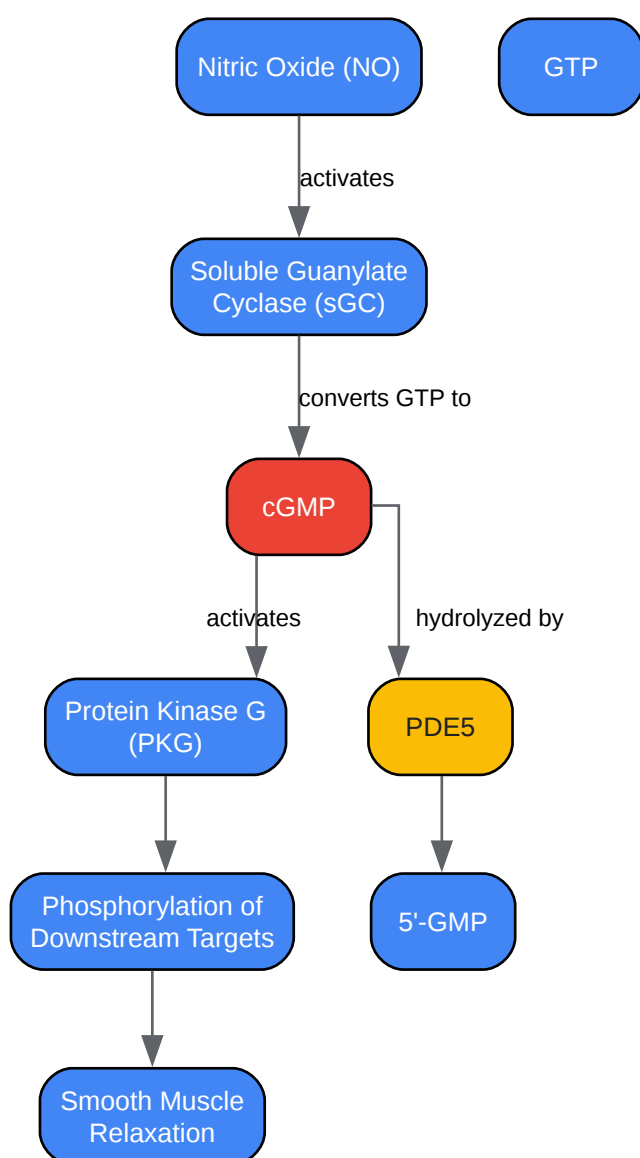 Nitric Oxide (NO)
GTP
activates
Soluble Guanylate
Cyclase (sGC)
converts GTP to
cGMP
activates
hydrolyzed by
Protein Kinase G
(PKG)
PDE5
Phosphorylation of
Downstream Targets
5'-GMP
Smooth Muscle
Relaxation